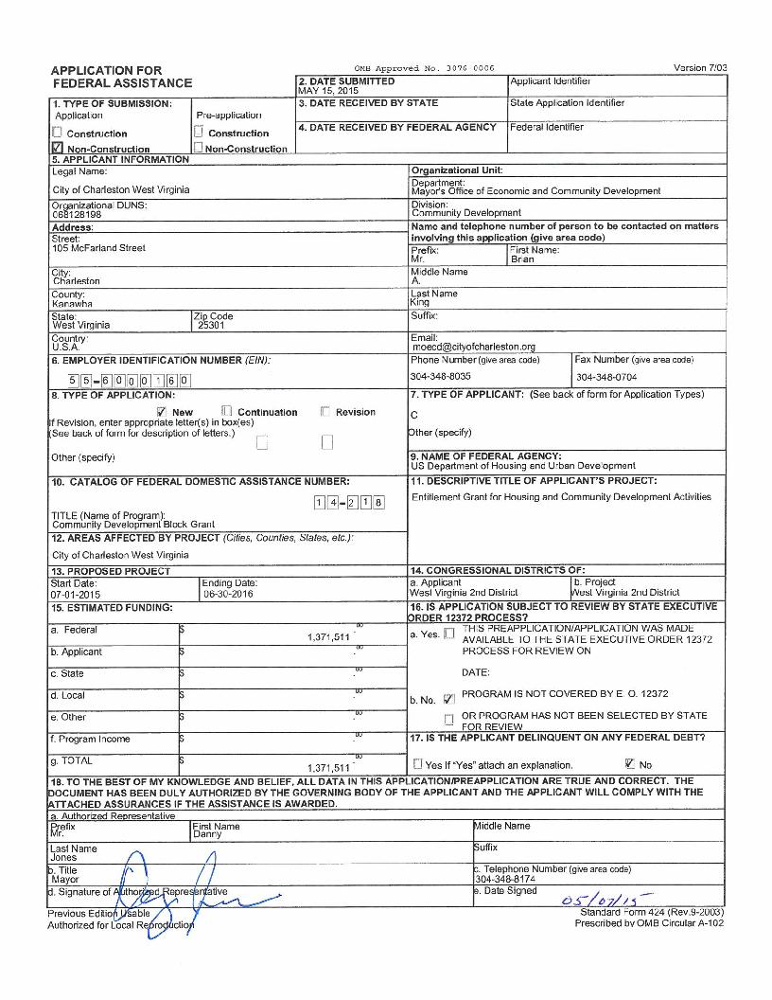 OMB Approved No. 3076-0006
Version 7/03
APPLICATION FOR
FEDERAL ASSISTANCE
2. DATE SUBMITTED
MAY 15, 2015
Applicant Identifier
1. TYPE OF SUBMISSION:
Application
Pre-application
3. DATE RECEIVED BY STATE
State Application Identifier
Construction
Construction
4. DATE RECEIVED BY FEDERAL AGENCY
Federal Identifier
Non-Construction
Non-Construction
5. APPLICANT INFORMATION
Legal Name:
City of Charleston West Virginia
Organizational Unit:
Department:
Mayor's Office of Economic and Community Development
Organizational DUNS:
068128198
Division:
Community Development
Address:
Street:
105 McFarland Street
Name and telephone number of person to be contacted on matters
involving this application (give area code)
Prefix:
Mr.
First Name:
Brian
City:
Charleston
Middle Name
A.
County:
Kanawha
Last Name
King
State:
West Virginia
Zip Code
25301
Suffix:
Country:
U.S.A.
Email:
moecd@cityofcharleston.org
6. EMPLOYER IDENTIFICATION NUMBER (EIN):
55-6000160
Phone Number (give area code)
304-348-8035
Fax Number (give area code)
304-348-0704
8. TYPE OF APPLICATION:
New
Continuation
Revision
If Revision, enter appropriate letter(s) in box(es)
(See back of form for description of letters.)
Other (specify)
7. TYPE OF APPLICANT: (See back of form for Application Types)
C
Other (specify)
9. NAME OF FEDERAL AGENCY:
US Department of Housing and Urban Development
10. CATALOG OF FEDERAL DOMESTIC ASSISTANCE NUMBER:
14-218
TITLE (Name of Program):
Community Development Block Grant
11. DESCRIPTIVE TITLE OF APPLICANT'S PROJECT:
Entitlement Grant for Housing and Community Development Activities
12. AREAS AFFECTED BY PROJECT (Cities, Counties, States, etc.):
City of Charleston West Virginia
13. PROPOSED PROJECT
Start Date:
07-01-2015
Ending Date:
06-30-2016
14. CONGRESSIONAL DISTRICTS OF:
a. Applicant
West Virginia 2nd District
b. Project
West Virginia 2nd District
15. ESTIMATED FUNDING:
16. IS APPLICATION SUBJECT TO REVIEW BY STATE EXECUTIVE
ORDER 12372 PROCESS?
a. Federal
$ 1,371,511 .00
b. Applicant
$ .00
c. State
$ .00
d. Local
$ .00
e. Other
$ .00
f. Program Income
$ .00
g. TOTAL
$ 1,371,511 .00
a. Yes.
THIS PREAPPLICATION/APPLICATION WAS MADE
AVAILABLE TO THE STATE EXECUTIVE ORDER 12372
PROCESS FOR REVIEW ON
DATE:
b. No.
PROGRAM IS NOT COVERED BY E. O. 12372
OR PROGRAM HAS NOT BEEN SELECTED BY STATE
FOR REVIEW
17. IS THE APPLICANT DELINQUENT ON ANY FEDERAL DEBT?
Yes If "Yes" attach an explanation.
No
18. TO THE BEST OF MY KNOWLEDGE AND BELIEF, ALL DATA IN THIS APPLICATION/PREAPPLICATION ARE TRUE AND CORRECT. THE
DOCUMENT HAS BEEN DULY AUTHORIZED BY THE GOVERNING BODY OF THE APPLICANT AND THE APPLICANT WILL COMPLY WITH THE
ATTACHED ASSURANCES IF THE ASSISTANCE IS AWARDED.
a. Authorized Representative
Prefix
Mr.
First Name
Danny
Middle Name
Last Name
Jones
Suffix
b. Title
Mayor
c. Telephone Number (give area code)
304-348-8174
d. Signature of Authorized Representative
e. Date Signed
05/07/15
Previous Edition Usable
Authorized for Local Reproduction
Standard Form 424 (Rev.9-2003)
Prescribed by OMB Circular A-102